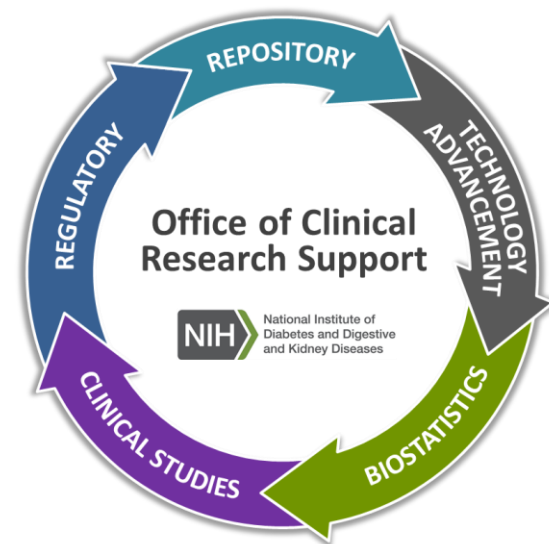 REPOSITORY
TECHNOLOGY
ADVANCEMENT
BIOSTATISTICS
CLINICAL STUDIES
REGULATORY
Office of Clinical
Research Support
NIH
National Institute of
Diabetes and Digestive
and Kidney Diseases